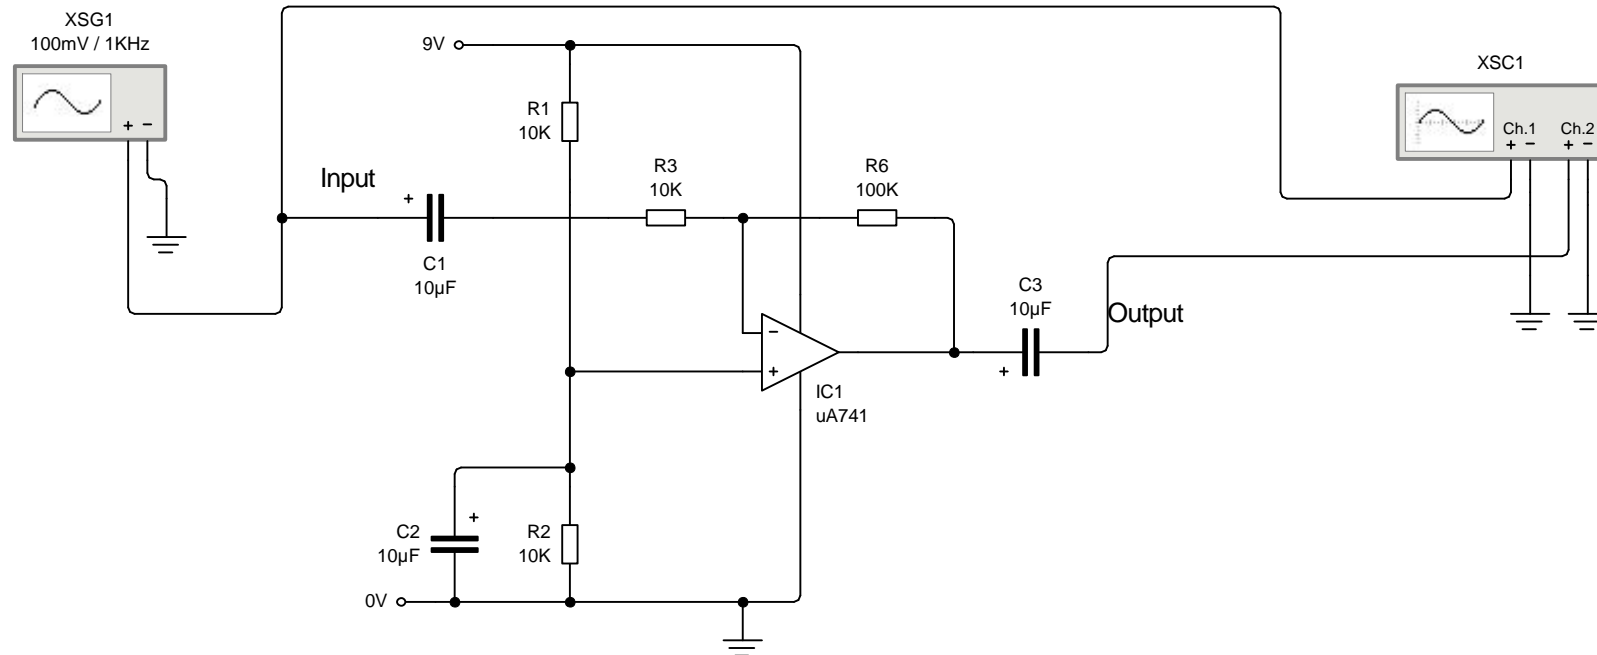 XSG1
100mV / 1KHz
+ −
9V
R1
10K
Input
+
C1
10µF
R3
10K
R6
100K
XSC1
Ch.1 Ch.2
+ − + −
C3
10µF
+
Output
−
+
IC1
uA741
C2
10µF
+
R2
10K
0V